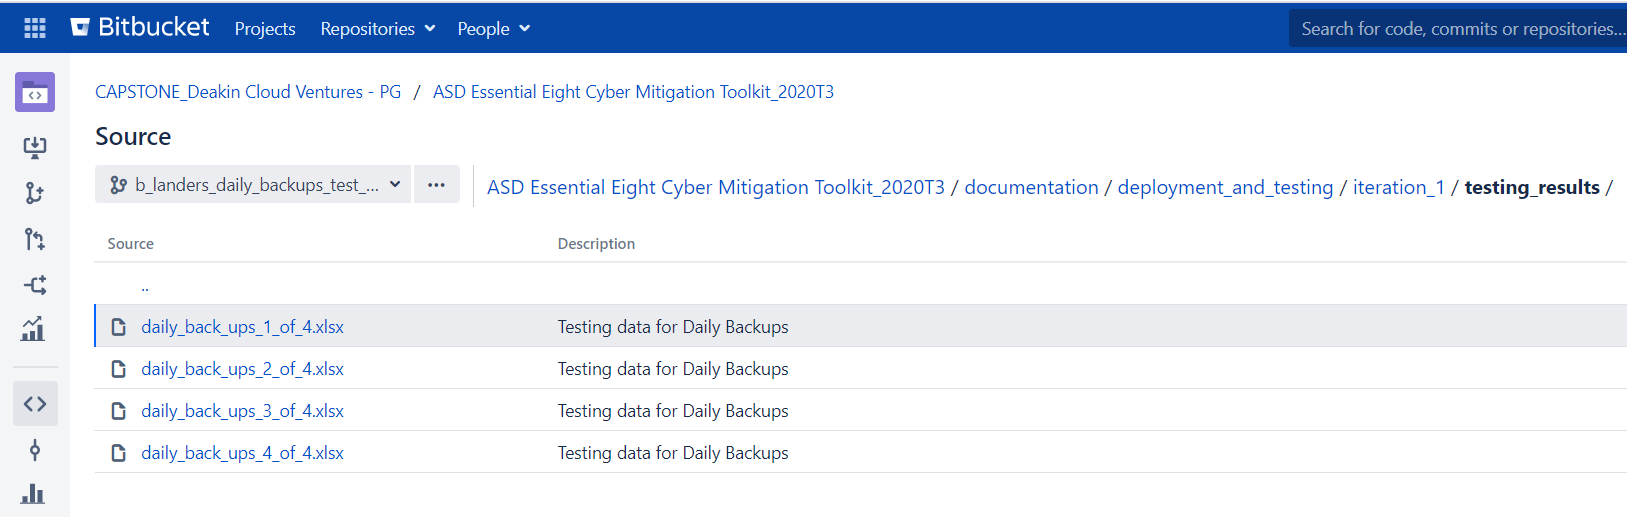 Bitbucket Projects Repositories People Search for code, commits or repositories...
CAPSTONE_Deakin Cloud Ventures - PG / ASD Essential Eight Cyber Mitigation Toolkit_2020T3
Source
b_landers_daily_backups_test_... ... ASD Essential Eight Cyber Mitigation Toolkit_2020T3 / documentation / deployment_and_testing / iteration_1 / testing_results /
Source Description
..
daily_back_ups_1_of_4.xlsx Testing data for Daily Backups
daily_back_ups_2_of_4.xlsx Testing data for Daily Backups
daily_back_ups_3_of_4.xlsx Testing data for Daily Backups
daily_back_ups_4_of_4.xlsx Testing data for Daily Backups